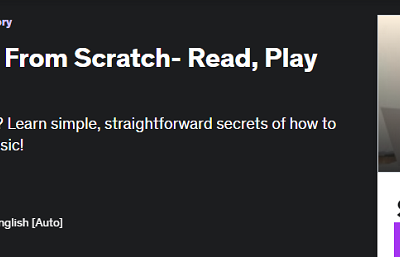 ory
From Scratch- Read, Play
? Learn simple, straightforward secrets of how to
sic!
nglish [Auto]